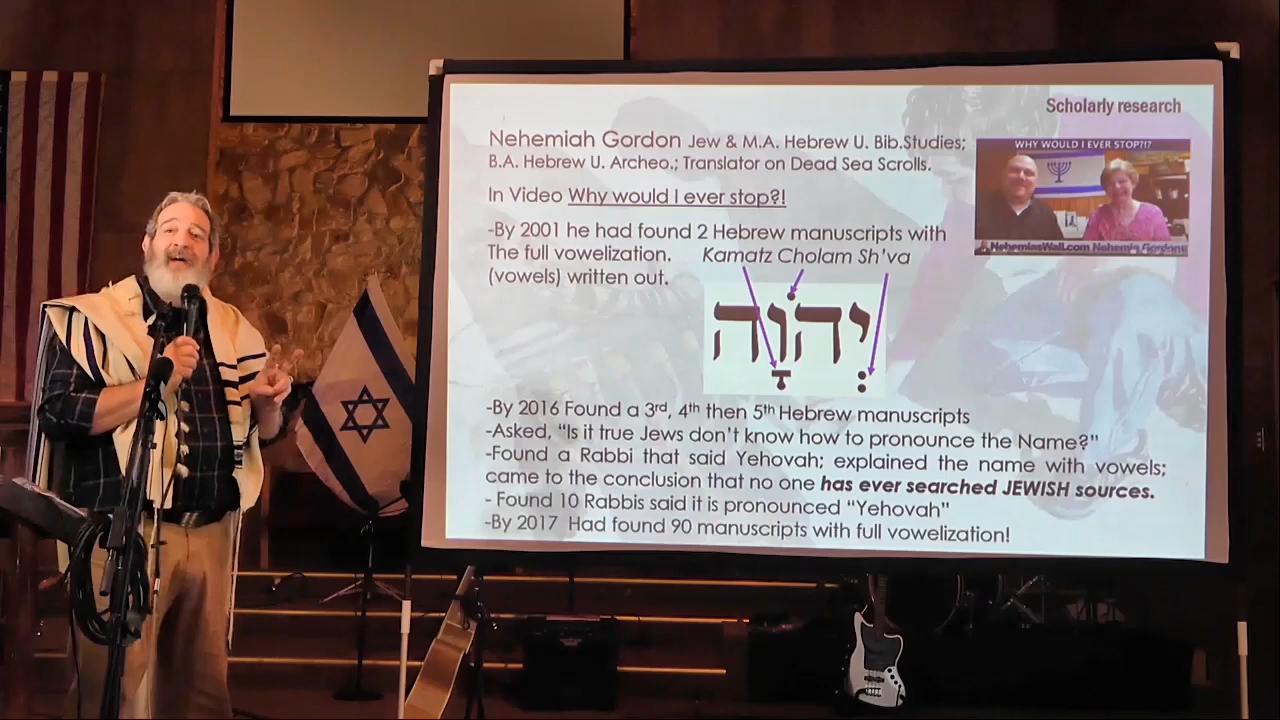 Scholarly research
Nehemiah Gordon Jew & M.A. Hebrew U. Bib.Studies;
B.A. Hebrew U. Archeo.; Translator on Dead Sea Scrolls.
WHY WOULD I EVER STOP?!?
NehemiasWall.com Nehemia Gordons
In Video Why would I ever stop?!
-By 2001 he had found 2 Hebrew manuscripts with
The full vowelization. Kamatz Cholam Sh'va
(vowels) written out.
יְהֹוָה
-By 2016 Found a 3rd, 4th then 5th Hebrew manuscripts
-Asked, “Is it true Jews don't know how to pronounce the Name?"
-Found a Rabbi that said Yehovah; explained the name with vowels;
came to the conclusion that no one has ever searched JEWISH sources.
- Found 10 Rabbis said it is pronounced “Yehovah"
-By 2017 Had found 90 manuscripts with full vowelization!